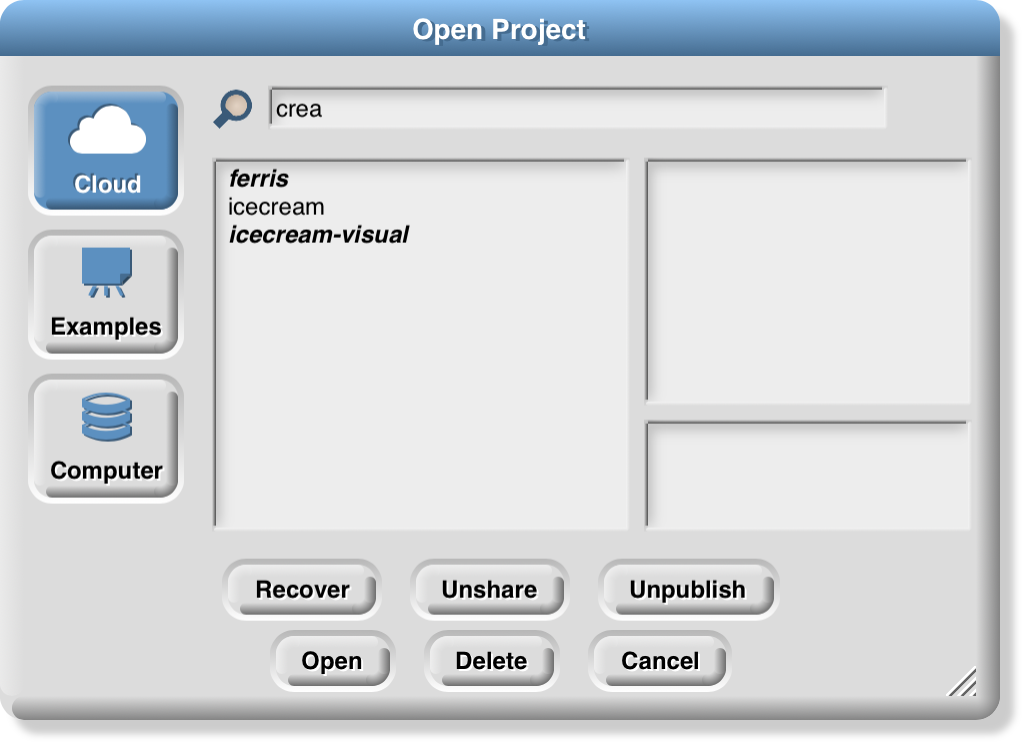 Open Project
crea
Cloud
Examples
Computer
ferris
icecream
icecream-visual
Recover Unshare Unpublish
Open Delete Cancel